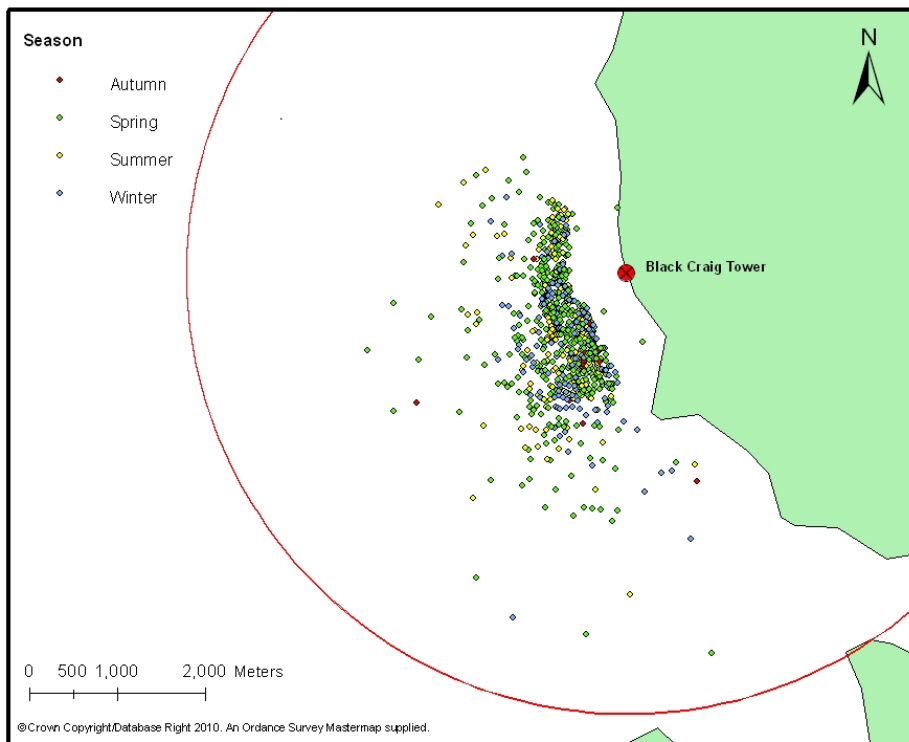 Season
Autumn
Spring
Summer
Winter
N
Black Craig Tower
0 500 1,000 2,000 Meters
©Crown Copyright/Database Right 2010. An Ordance Survey Mastermap supplied.